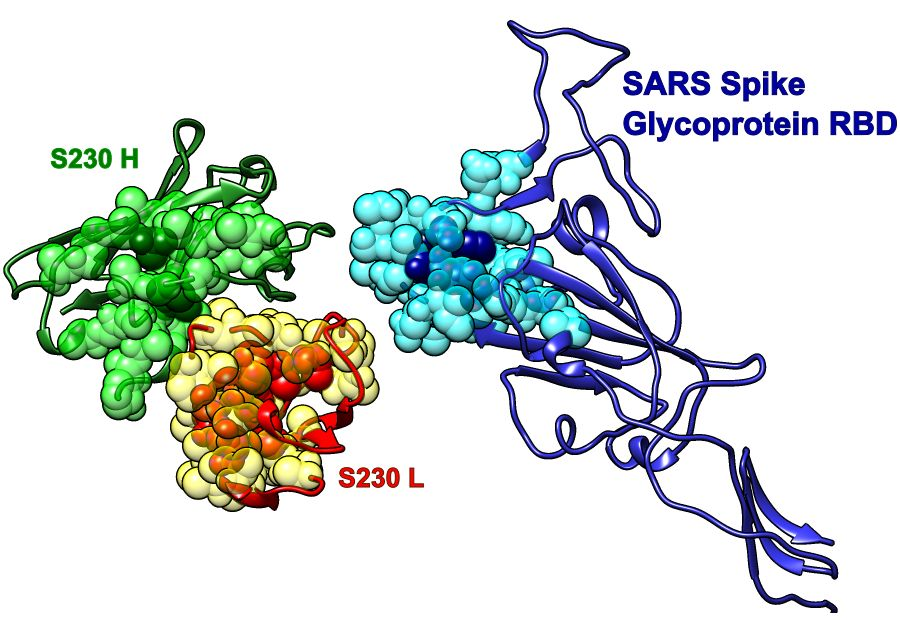 SARS Spike
Glycoprotein RBD
S230 H
S230 L